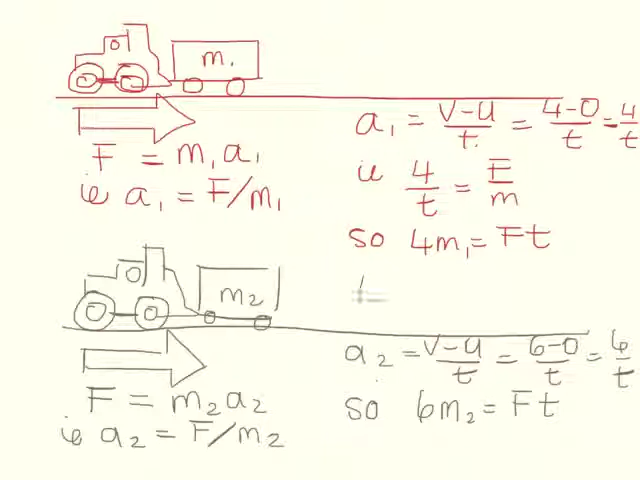 m₁
a₁ = v-u/t = 4-0/t = 4/t
F = m₁a₁
ie 4/t = F/m
ie a₁ = F/m₁
so 4m₁ = Ft
m₂
a₂ = v-u/t = 6-0/t = 6/t
F = m₂a₂
so 6m₂ = Ft
ie a₂ = F/m₂